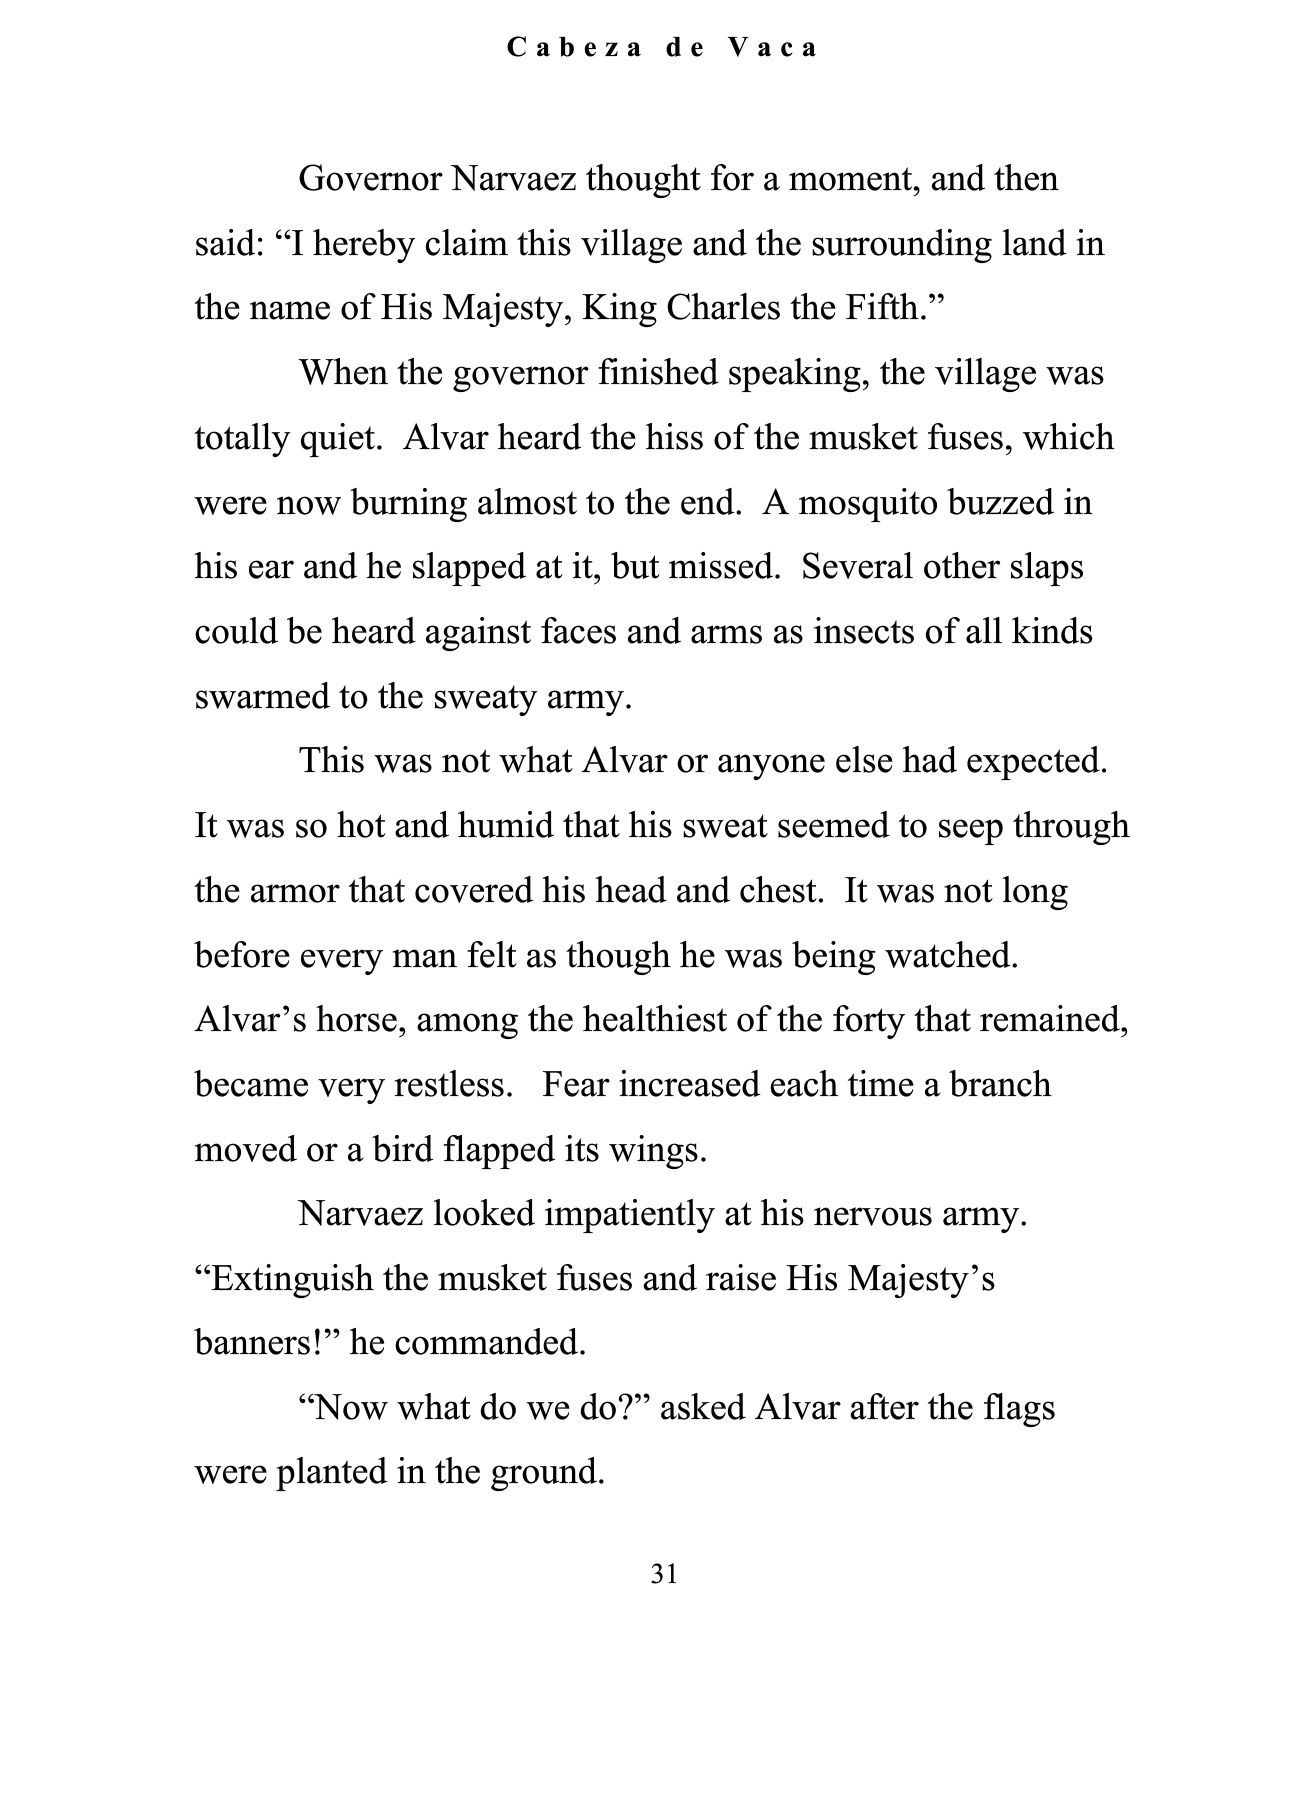 Cabeza de Vaca
Governor Narvaez thought for a moment, and then
said: “I hereby claim this village and the surrounding land in
the name of His Majesty, King Charles the Fifth.”
When the governor finished speaking, the village was
totally quiet.  Alvar heard the hiss of the musket fuses, which
were now burning almost to the end.  A mosquito buzzed in
his ear and he slapped at it, but missed.  Several other slaps
could be heard against faces and arms as insects of all kinds
swarmed to the sweaty army.
This was not what Alvar or anyone else had expected.
It was so hot and humid that his sweat seemed to seep through
the armor that covered his head and chest.  It was not long
before every man felt as though he was being watched.
Alvar’s horse, among the healthiest of the forty that remained,
became very restless.   Fear increased each time a branch
moved or a bird flapped its wings.
Narvaez looked impatiently at his nervous army.
“Extinguish the musket fuses and raise His Majesty’s
banners!” he commanded.
“Now what do we do?” asked Alvar after the flags
were planted in the ground.
31